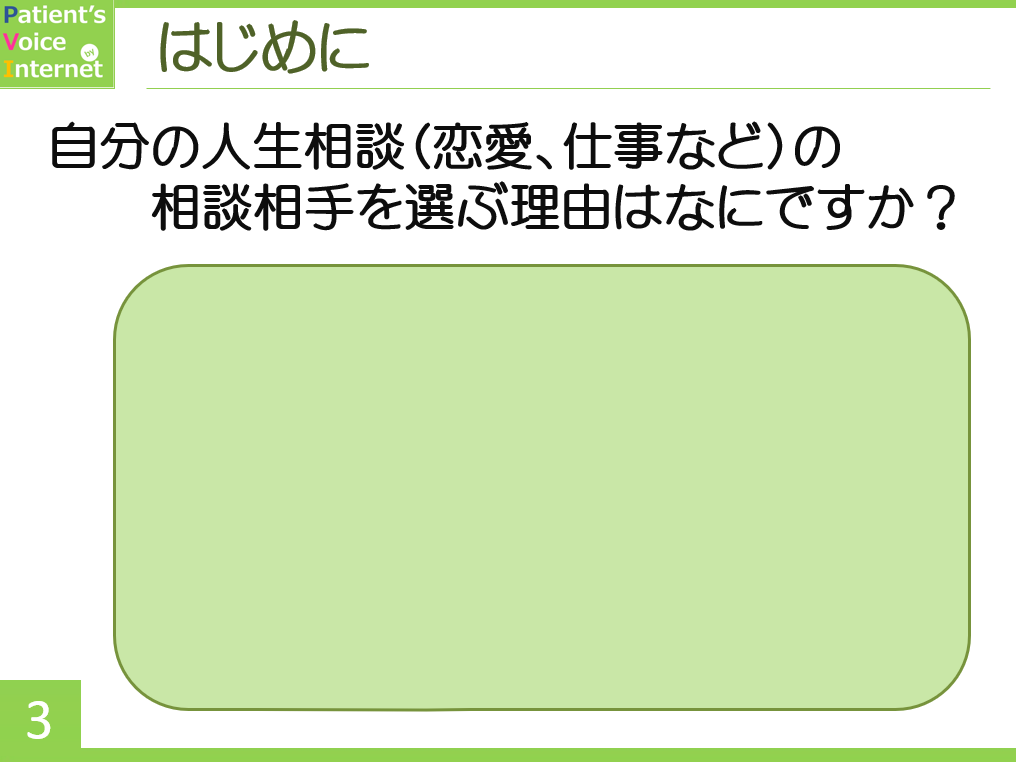 Patient's
Voice
by
Internet
はじめに
自分の人生相談(恋愛、仕事など)の
相談相手を選ぶ理由はなにですか？
3